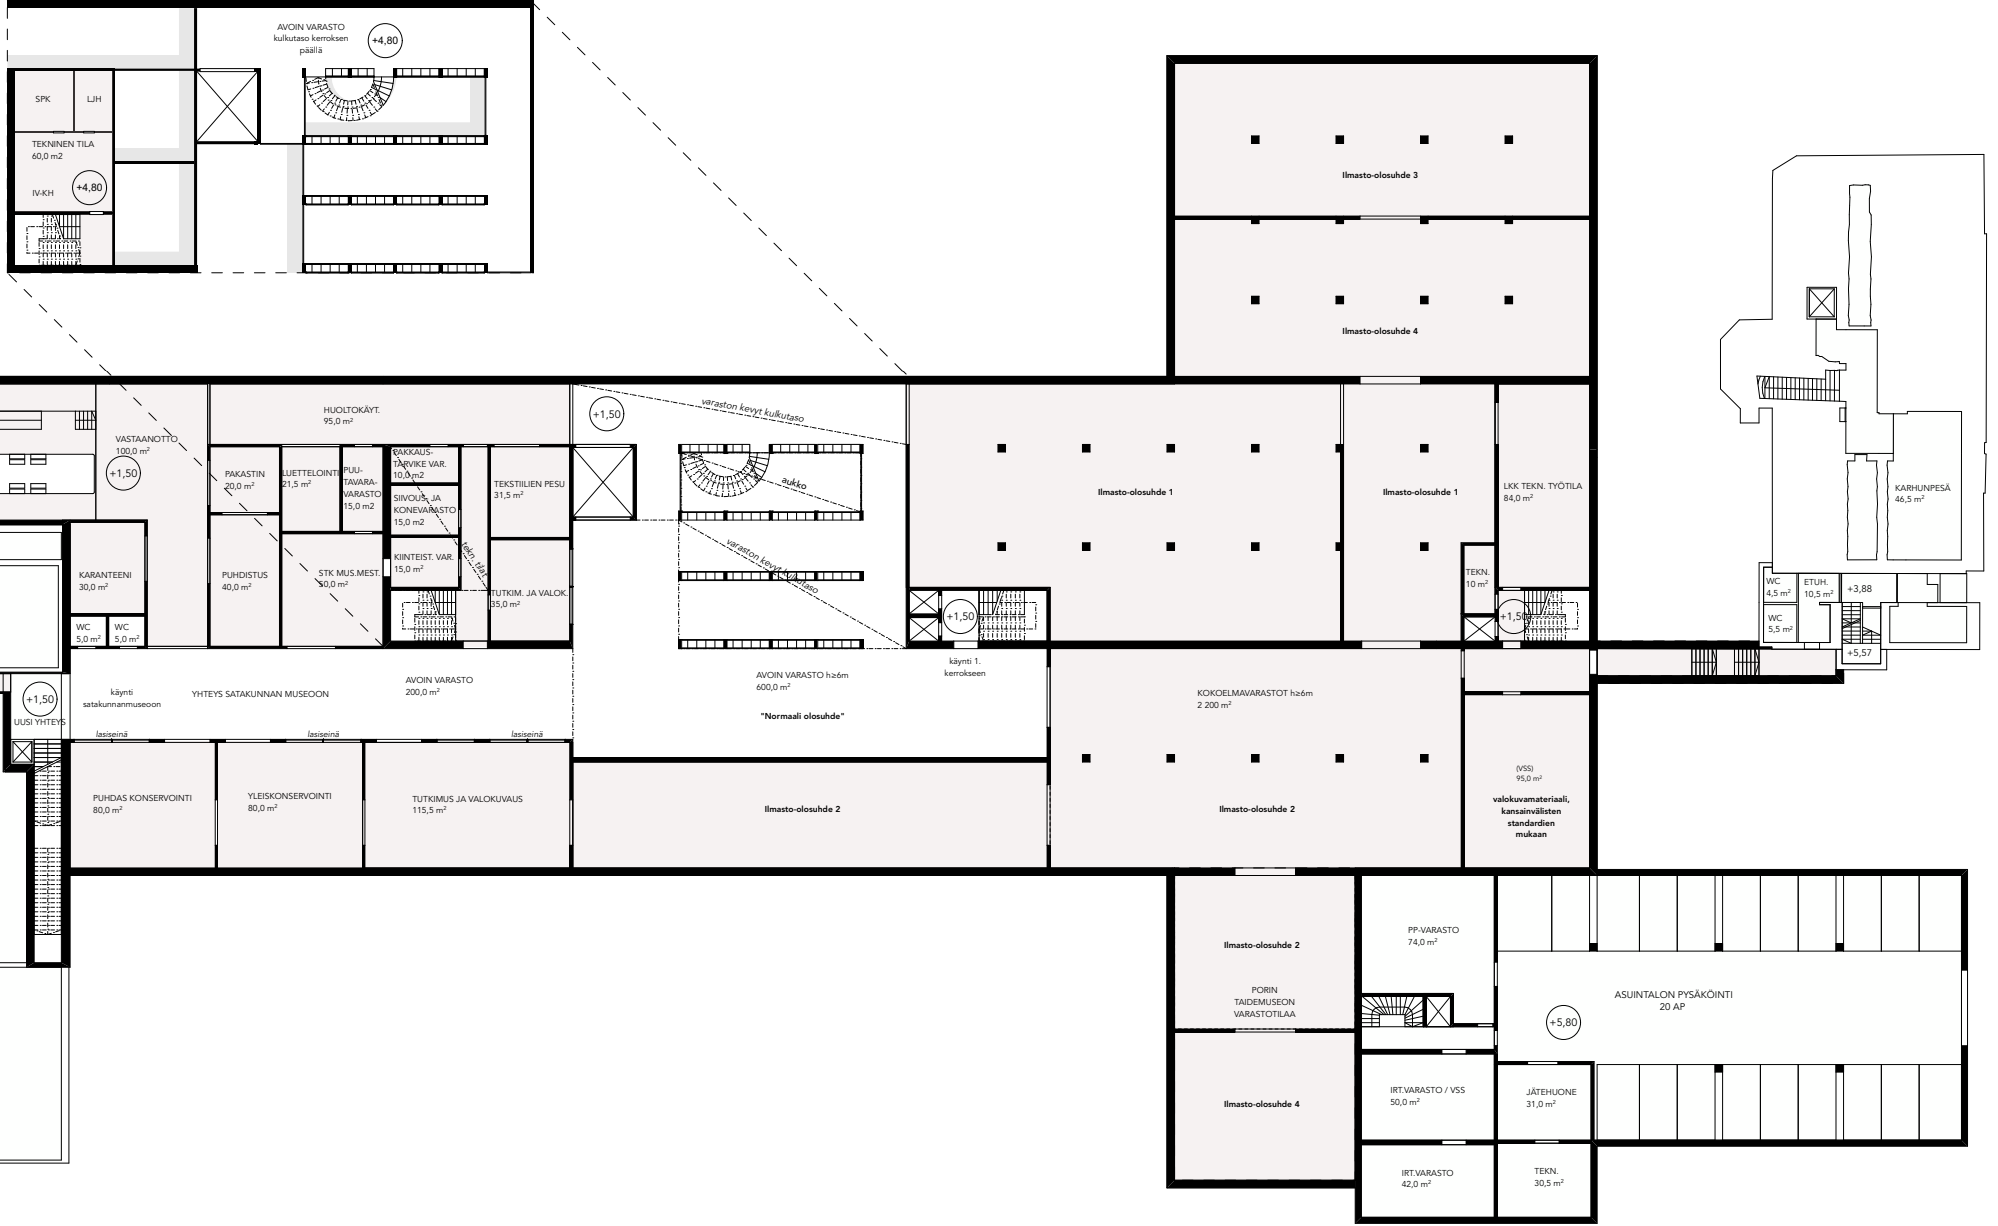 AVOIN VARASTO
kulkutaso kerroksen
päällä
+4,80
SPK
LJH
TEKNINEN TILA
60,0 m2
IV-KH
+4,80
Ilmasto-olosuhde 3
Ilmasto-olosuhde 4
HUOLTOKÄYT.
95,0 m²
+1,50
varaston kevyt kulkutaso
VASTAANOTTO
100,0 m²
+1,50
PAKASTIN
20,0 m²
LUETTELOINTI
21,5 m²
PUU-
TAVARA-
VARASTO
15,0 m2
PAKKAUS-
TARVIKE VAR.
10,0 m2
SIIVOUS- JA
KONEVARASTO
15,0 m2
KIINTEIST. VAR.
15,0 m²
tekn. tilat
TEKSTIILIEN PESU
31,5 m²
TUTKIM. JA VALOK.
35,0 m²
aukko
varaston kevyt kulkutaso
Ilmasto-olosuhde 1
Ilmasto-olosuhde 1
LKK TEKN. TYÖTILA
84,0 m²
TEKN.
10 m²
+1,50
+1,50
KARANTEENI
30,0 m²
PUHDISTUS
40,0 m²
STK MUS.MEST.
50,0 m²
WC
5,0 m²
WC
5,0 m²
KARHUNPESÄ
46,5 m²
WC
4,5 m²
ETUH.
10,5 m²
+3,88
WC
5,5 m²
+5,57
+1,50
UUSI YHTEYS
käynti
satakunnanmuseoon
YHTEYS SATAKUNNAN MUSEOON
AVOIN VARASTO
200,0 m²
AVOIN VARASTO h≥6m
600,0 m²
"Normaali olosuhde"
käynti 1.
kerrokseen
KOKOELMAVARASTOT h≥6m
2 200 m²
lasiseinä
lasiseinä
lasiseinä
PUHDAS KONSERVOINTI
80,0 m²
YLEISKONSERVOINTI
80,0 m²
TUTKIMUS JA VALOKUVAUS
115,5 m²
Ilmasto-olosuhde 2
Ilmasto-olosuhde 2
(VSS)
95,0 m²
valokuvamateriaali,
kansainvälisten
standardien
mukaan
Ilmasto-olosuhde 2
PORIN
TAIDEMUSEON
VARASTOTILAA
Ilmasto-olosuhde 4
PP-VARASTO
74,0 m²
ASUINTALON PYSÄKÖINTI
20 AP
+5,80
IRT.VARASTO / VSS
50,0 m²
JÄTEHUONE
31,0 m²
IRT.VARASTO
42,0 m²
TEKN.
30,5 m²